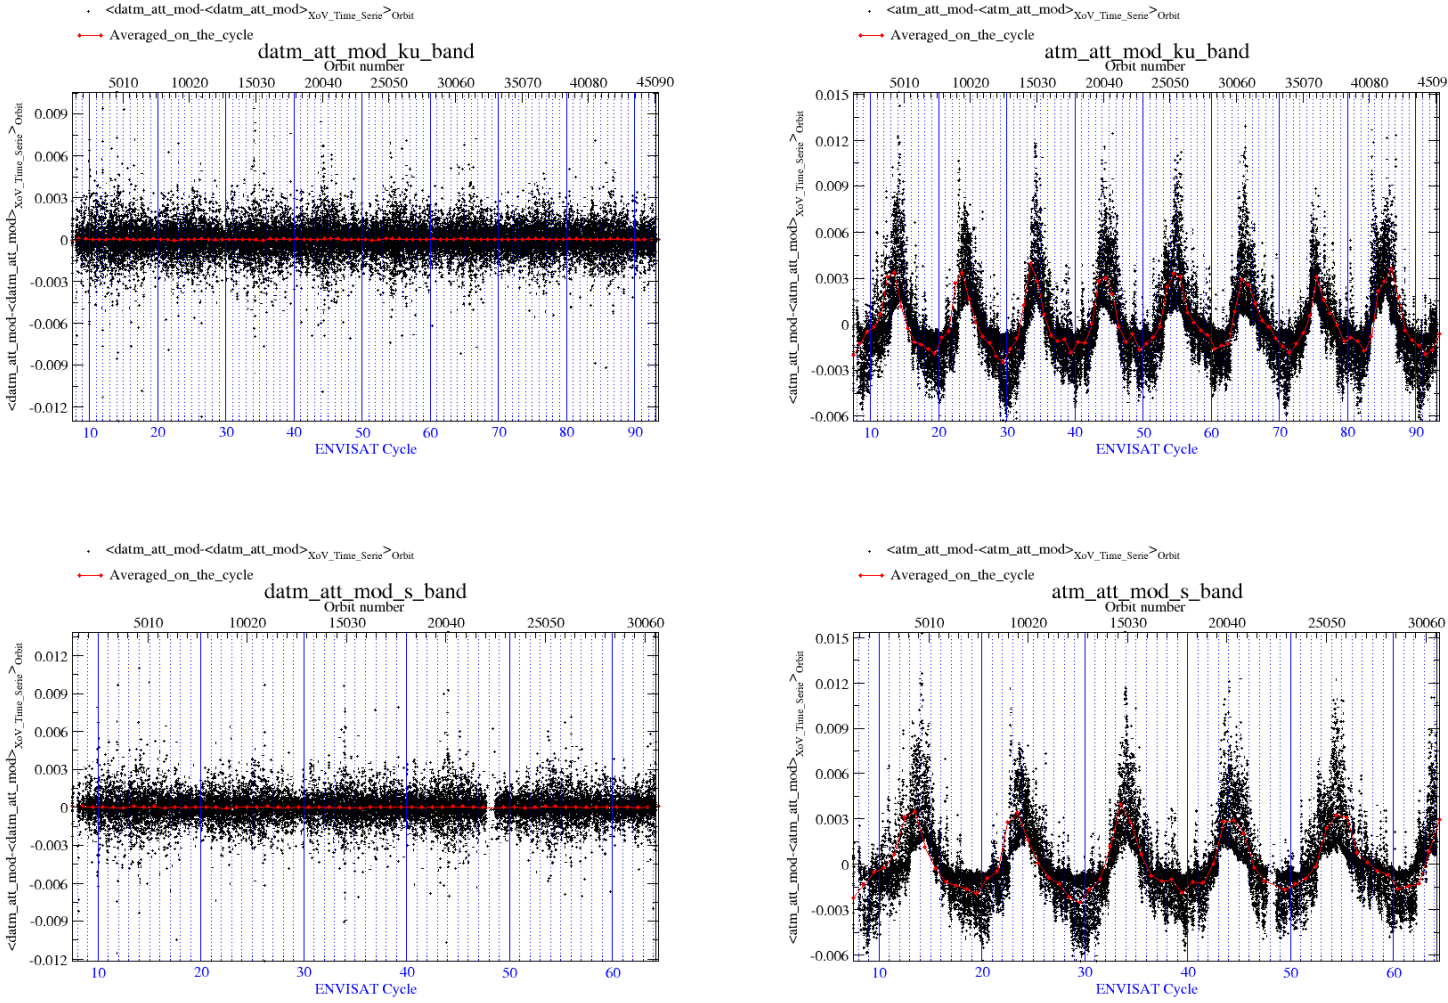 <datm_att_mod-<datm_att_mod>XoV_Time_Serie>Orbit
Averaged_on_the_cycle
datm_att_mod_ku_band
Orbit number
5010 10020 15030 20040 25050 30060 35070 40080 45090
<datm_att_mod-<datm_att_mod>XoV_Time_Serie>Orbit
0.009
0.006
0.003
0
-0.003
-0.006
-0.009
-0.012
10 20 30 40 50 60 70 80 90
ENVISAT Cycle
<atm_att_mod-<atm_att_mod>XoV_Time_Serie>Orbit
Averaged_on_the_cycle
atm_att_mod_ku_band
Orbit number
5010 10020 15030 20040 25050 30060 35070 40080 4509
<atm_att_mod-<atm_att_mod>XoV_Time_Serie>Orbit
0.015
0.012
0.009
0.006
0.003
0
-0.003
-0.006
10 20 30 40 50 60 70 80 90
ENVISAT Cycle
<datm_att_mod-<datm_att_mod>XoV_Time_Serie>Orbit
Averaged_on_the_cycle
datm_att_mod_s_band
Orbit number
5010 10020 15030 20040 25050 30060
<datm_att_mod-<datm_att_mod>XoV_Time_Serie>Orbit
0.012
0.009
0.006
0.003
0
-0.003
-0.006
-0.009
-0.012
10 20 30 40 50 60
ENVISAT Cycle
<atm_att_mod-<atm_att_mod>XoV_Time_Serie>Orbit
Averaged_on_the_cycle
atm_att_mod_s_band
Orbit number
5010 10020 15030 20040 25050 30060
<atm_att_mod-<atm_att_mod>XoV_Time_Serie>Orbit
0.015
0.012
0.009
0.006
0.003
0
-0.003
-0.006
10 20 30 40 50 60
ENVISAT Cycle